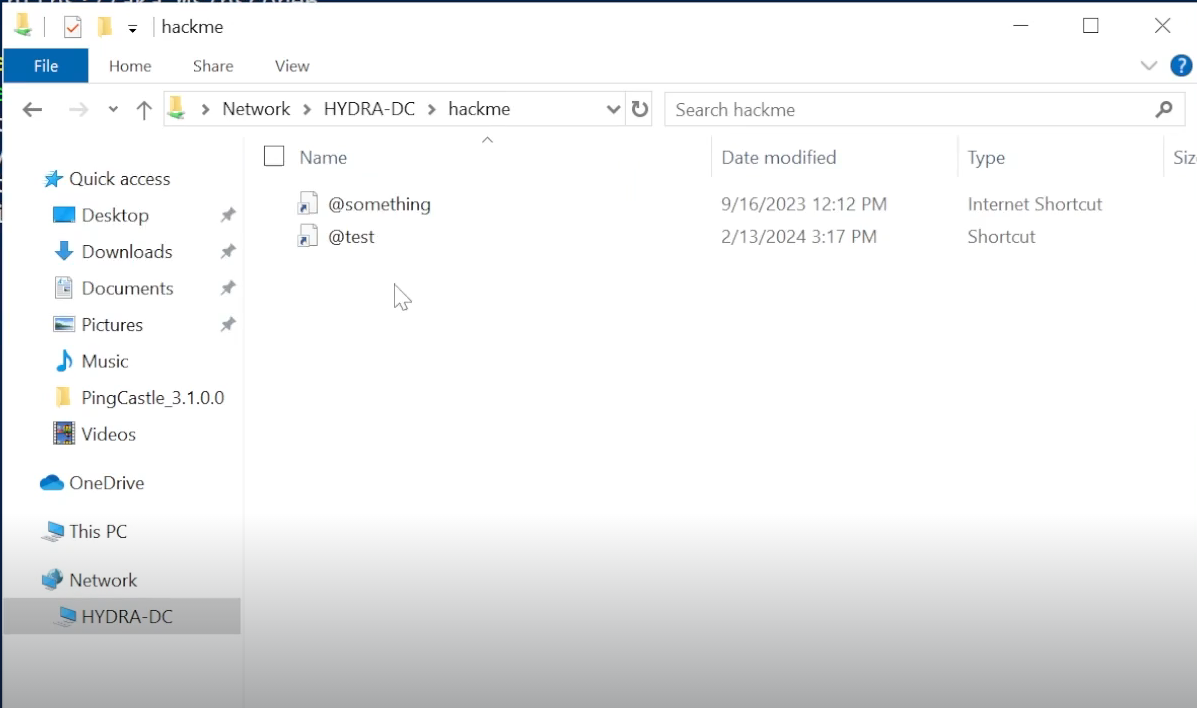 hackme
File Home Share View
Network HYDRA-DC hackme Search hackme
Name Date modified Type
@something 9/16/2023 12:12 PM Internet Shortcut
@test 2/13/2024 3:17 PM Shortcut
Quick access
Desktop
Downloads
Documents
Pictures
Music
PingCastle_3.1.0.0
Videos
OneDrive
This PC
Network
HYDRA-DC